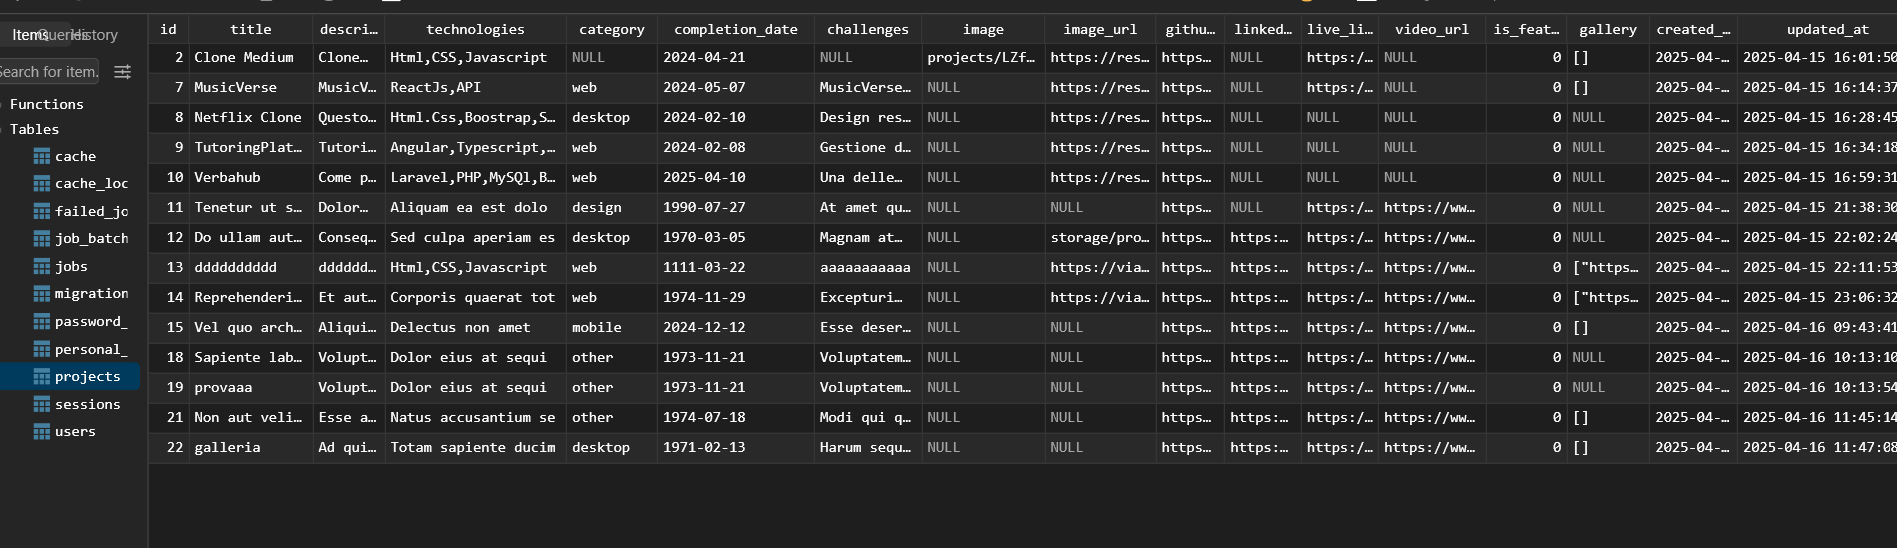 Items Queries History
Search for item.
Functions
Tables
cache
cache_loc
failed_jo
job_batch
jobs
migration
password_
personal_
projects
sessions
users
id title descri… technologies category completion_date challenges image image_url githu… linked… live_li… video_url is_feat… gallery created_… updated_at
2 Clone Medium Clone… Html,CSS,Javascript NULL 2024-04-21 NULL projects/LZf… https://res… https… NULL https:/… NULL 0 [] 2025-04-… 2025-04-15 16:01:50
7 MusicVerse MusicV… ReactJs,API web 2024-05-07 MusicVerse… NULL https://res… https… NULL https:/… NULL 0 [] 2025-04-… 2025-04-15 16:14:37
8 Netflix Clone Questo… Html.Css,Boostrap,S… desktop 2024-02-10 Design res… NULL https://res… https… NULL NULL NULL 0 NULL 2025-04-… 2025-04-15 16:28:45
9 TutoringPlat… Tutori… Angular,Typescript,… web 2024-02-08 Gestione d… NULL https://res… https… NULL NULL NULL 0 NULL 2025-04-… 2025-04-15 16:34:18
10 Verbahub Come p… Laravel,PHP,MySQl,B… web 2025-04-10 Una delle… NULL https://res… https… NULL NULL NULL 0 NULL 2025-04-… 2025-04-15 16:59:31
11 Tenetur ut s… Dolor… Aliquam ea est dolo design 1990-07-27 At amet qu… NULL NULL https… NULL https:/… https://ww… 0 NULL 2025-04-… 2025-04-15 21:38:30
12 Do ullam aut… Conseq… Sed culpa aperiam es desktop 1970-03-05 Magnam at… NULL storage/pro… https… https:… https:/… https://ww… 0 NULL 2025-04-… 2025-04-15 22:02:24
13 dddddddddd dddddd… Html,CSS,Javascript web 1111-03-22 aaaaaaaaaaa NULL https://via… https… https:… https:/… https://ww… 0 ["https… 2025-04-… 2025-04-15 22:11:53
14 Reprehenderi… Et aut… Corporis quaerat tot web 1974-11-29 Excepturi… NULL https://via… https… https:… https:/… https://ww… 0 ["https… 2025-04-… 2025-04-15 23:06:32
15 Vel quo arch… Aliqui… Delectus non amet mobile 2024-12-12 Esse deser… NULL NULL https… https:… https:/… https://ww… 0 [] 2025-04-… 2025-04-16 09:43:41
18 Sapiente lab… Volupt… Dolor eius at sequi other 1973-11-21 Voluptatem… NULL NULL https… https:… https:/… https://ww… 0 NULL 2025-04-… 2025-04-16 10:13:10
19 provaaa Volupt… Dolor eius at sequi other 1973-11-21 Voluptatem… NULL NULL https… https:… https:/… https://ww… 0 NULL 2025-04-… 2025-04-16 10:13:54
21 Non aut veli… Esse a… Natus accusantium se other 1974-07-18 Modi qui q… NULL NULL https… https:… https:/… https://ww… 0 [] 2025-04-… 2025-04-16 11:45:14
22 galleria Ad qui… Totam sapiente ducim desktop 1971-02-13 Harum sequ… NULL NULL https… https:… https:/… https://ww… 0 [] 2025-04-… 2025-04-16 11:47:08